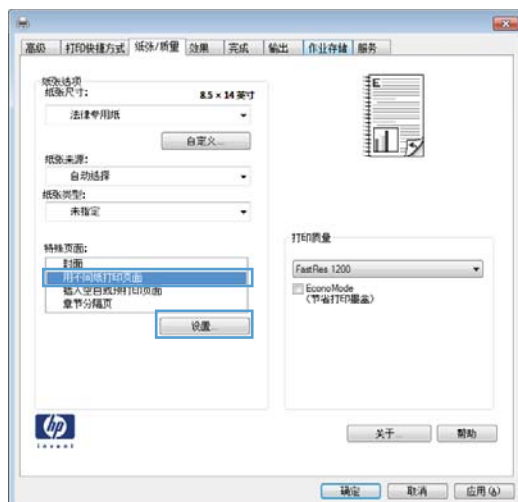 高级 打印快捷方式 纸张/质量 效果 完成 输出 作业存储 服务
纸张选项
纸张尺寸: 8.5 × 14 英寸
法律专用纸
自定义...
纸张来源:
自动选择
纸张类型:
未指定
特殊页面:
封面
用不同纸打印页面
插入空白或预打印页面
章节分隔页
设置...
打印质量
FastRes 1200
EconoMode
(节省打印墨盒)
E
hp
invent
关于... 帮助
确定 取消 应用(A)